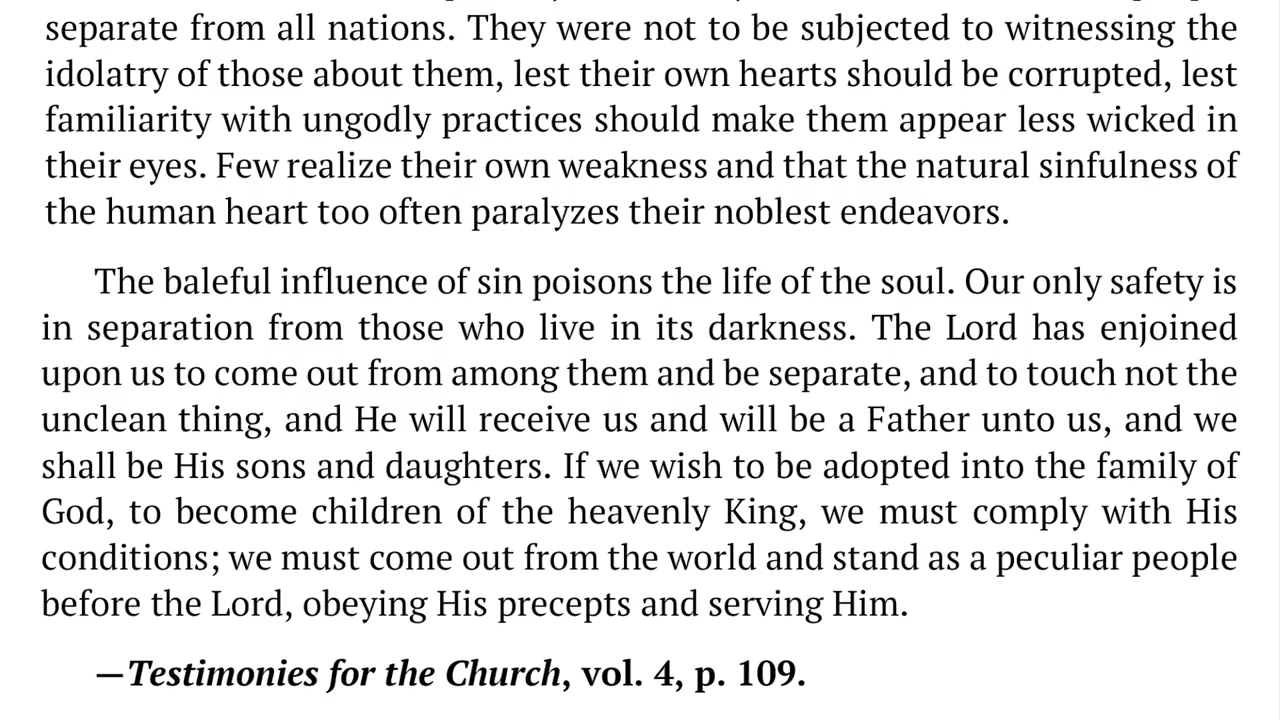 separate from all nations. They were not to be subjected to witnessing the
idolatry of those about them, lest their own hearts should be corrupted, lest
familiarity with ungodly practices should make them appear less wicked in
their eyes. Few realize their own weakness and that the natural sinfulness of
the human heart too often paralyzes their noblest endeavors.
The baleful influence of sin poisons the life of the soul. Our only safety is
in separation from those who live in its darkness. The Lord has enjoined
upon us to come out from among them and be separate, and to touch not the
unclean thing, and He will receive us and will be a Father unto us, and we
shall be His sons and daughters. If we wish to be adopted into the family of
God, to become children of the heavenly King, we must comply with His
conditions; we must come out from the world and stand as a peculiar people
before the Lord, obeying His precepts and serving Him.
—Testimonies for the Church, vol. 4, p. 109.